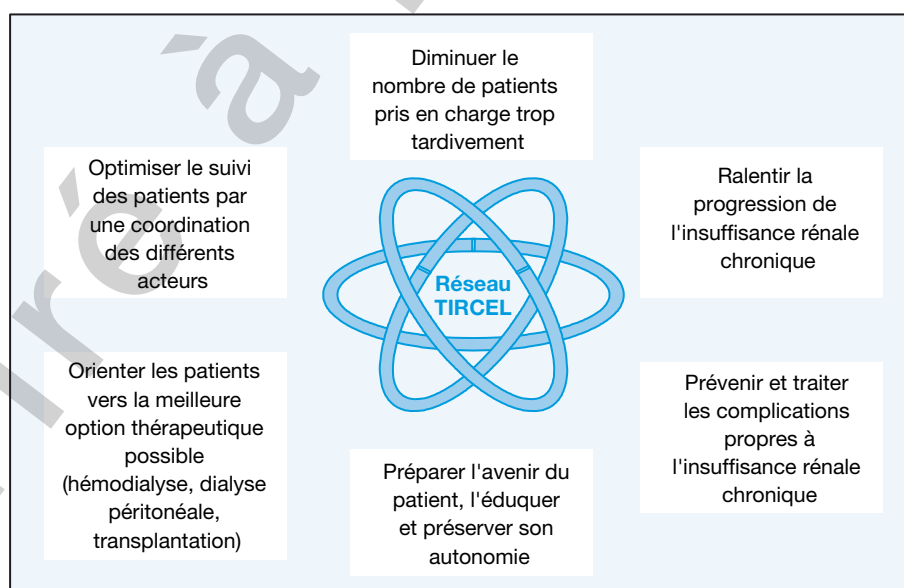 Diminuer le
nombre de patients
pris en charge trop
tardivement
Optimiser le suivi
des patients par
une coordination
des différents
acteurs
Ralentir la
progression de
l'insuffisance rénale
chronique
Réseau
TIRCEL
Orienter les patients
vers la meilleure
option thérapeutique
possible
(hémodialyse, dialyse
péritonéale,
transplantation)
Prévenir et traiter
les complications
propres à
l'insuffisance rénale
chronique
Préparer l'avenir du
patient, l'éduquer
et préserver son
autonomie